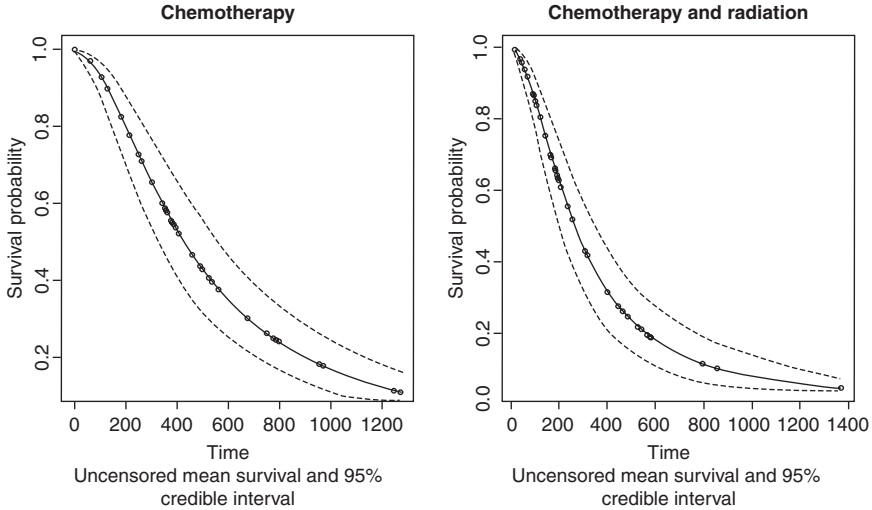 Chemotherapy
Survival probability
1.0
0.8
0.6
0.4
0.2
0 200 400 600 800 1000
Time
Uncensored mean survival and 95%
credible interval
Chemotherapy and radiation
Survival probability
1.0
0.8
0.6
0.4
0.2
0.0
0 200 400 600 800 1000 1200 1400
Time
Uncensored mean survival and 95%
credible interval